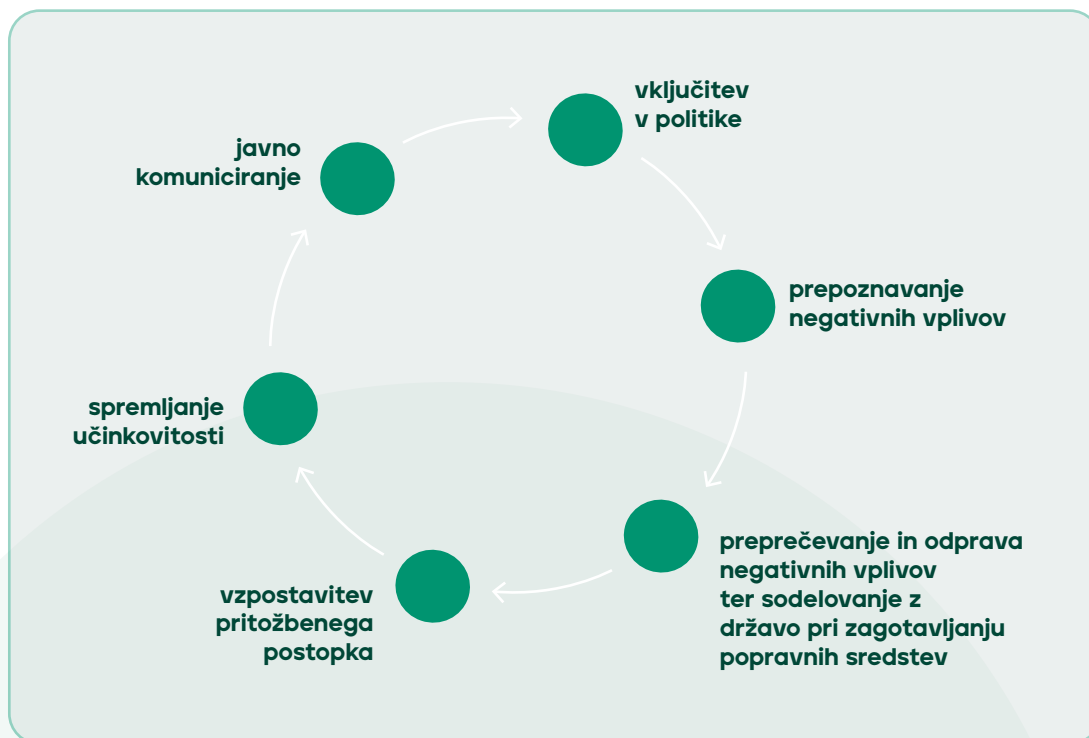 vključitev
v politike
prepoznavanje
negativnih vplivov
preprečevanje in odprava
negativnih vplivov
ter sodelovanje z
državo pri zagotavljanju
popravnih sredstev
vzpostavitev
pritožbenega
postopka
spremljanje
učinkovitosti
javno
komuniciranje